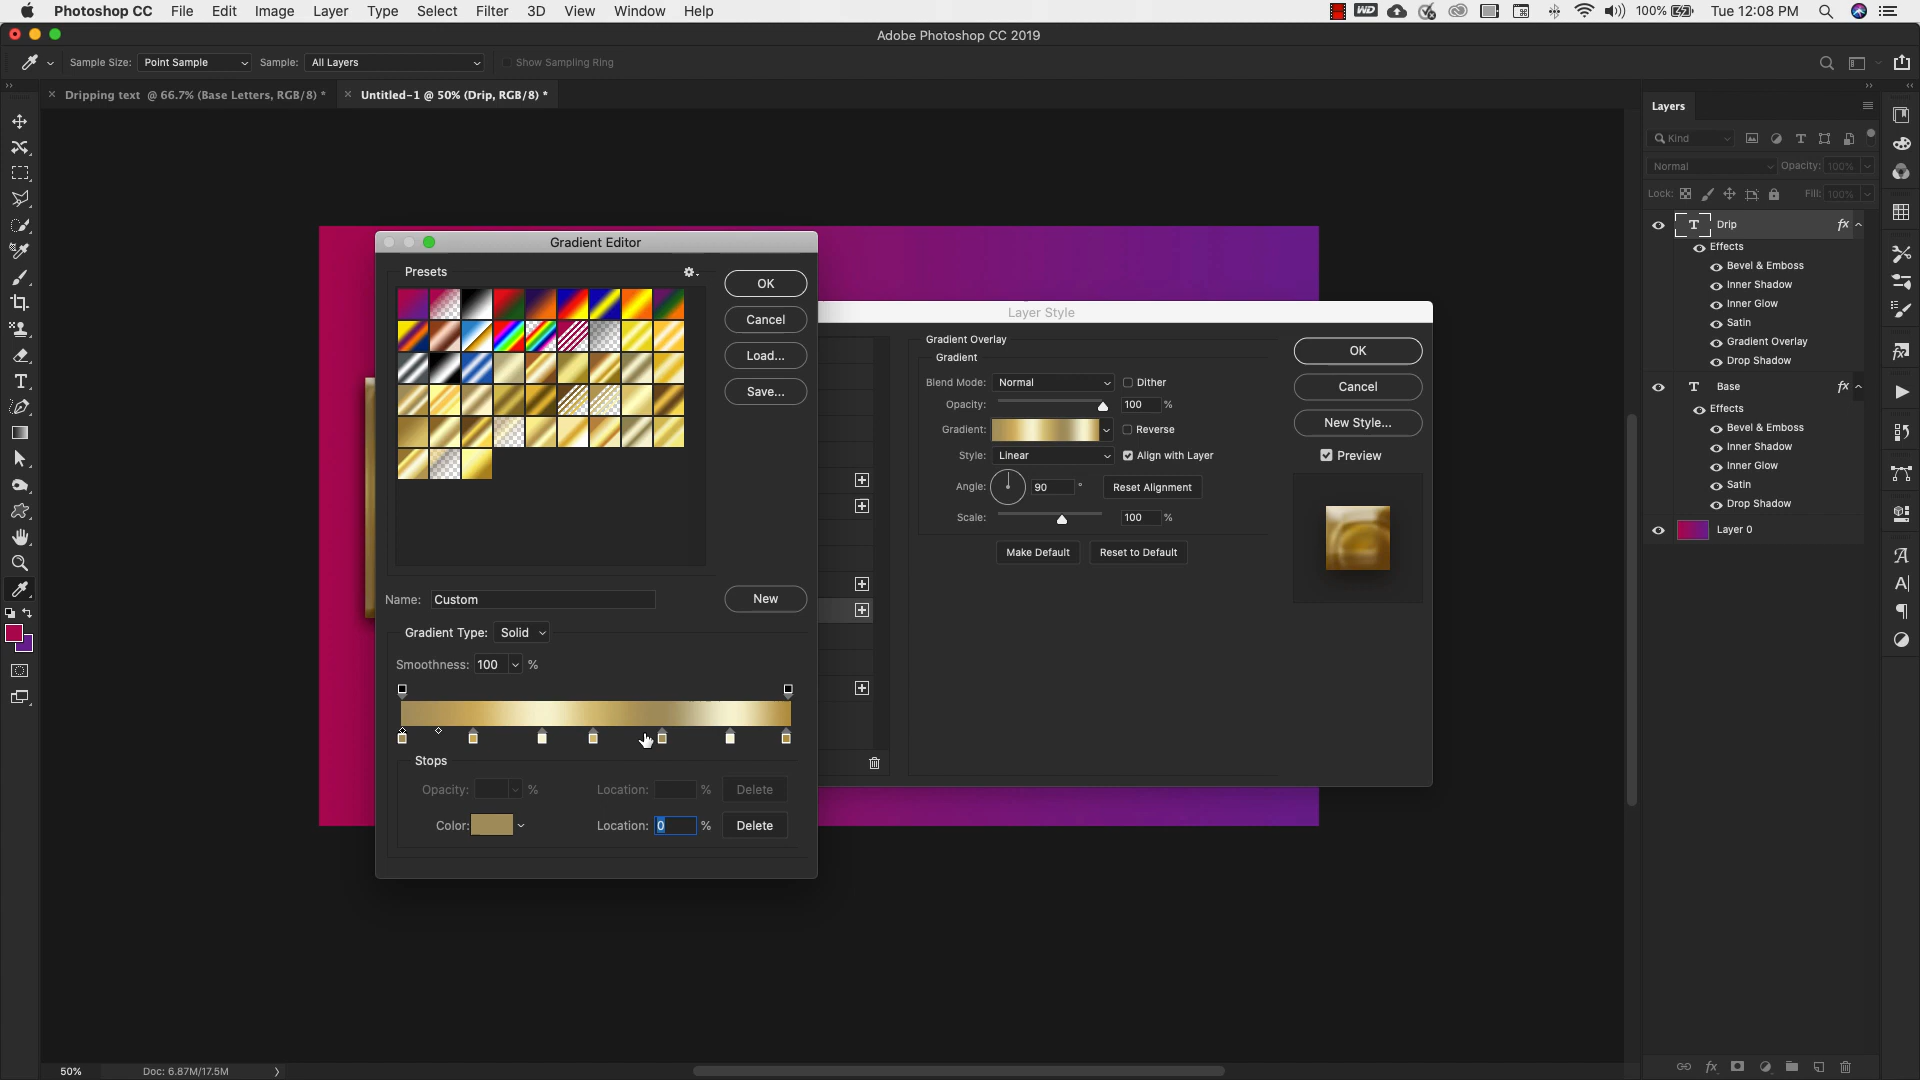 Photoshop CC File Edit Image Layer Type Select Filter 3D View Window Help
WD 100% Tue 12:08 PM
Adobe Photoshop CC 2019
Sample Size: Point Sample Sample: All Layers Show Sampling Ring
Dripping text @ 66.7% (Base Letters, RGB/8) *
Untitled-1 @ 50% (Drip, RGB/8) *
Layers
Kind
Normal Opacity: 100%
Lock: Fill: 100%
T Drip fx
Effects
Bevel & Emboss
Inner Shadow
Inner Glow
Satin
Gradient Overlay
Drop Shadow
T Base fx
Effects
Bevel & Emboss
Inner Shadow
Inner Glow
Satin
Drop Shadow
Layer 0
Gradient Editor
Presets
OK
Cancel
Load...
Save...
Name: Custom
New
Gradient Type: Solid
Smoothness: 100 %
Stops
Opacity: % Location: % Delete
Color: Location: 0 % Delete
Layer Style
Gradient Overlay
Gradient
Blend Mode: Normal Dither
Opacity: 100 %
Gradient: Reverse
Style: Linear Align with Layer
Angle: 90 ° Reset Alignment
Scale: 100 %
Make Default Reset to Default
OK
Cancel
New Style...
Preview
50% Doc: 6.87M/17.5M